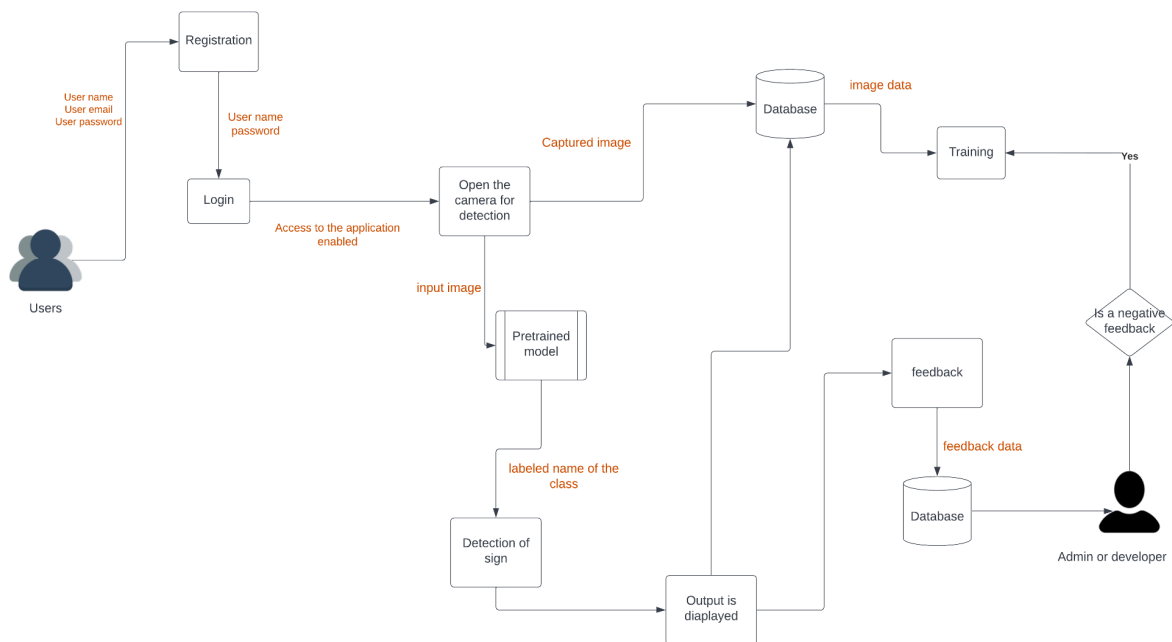 Registration
User name
User email
User password
User name
password
Login
Access to the application
enabled
Users
Open the
camera for
detection
Captured image
Database
image data
Training
Yes
input image
Pretrained
model
Is a negative
feedback
feedback
labeled name of the
class
feedback data
Detection of
sign
Database
Admin or developer
Output is
diaplayed